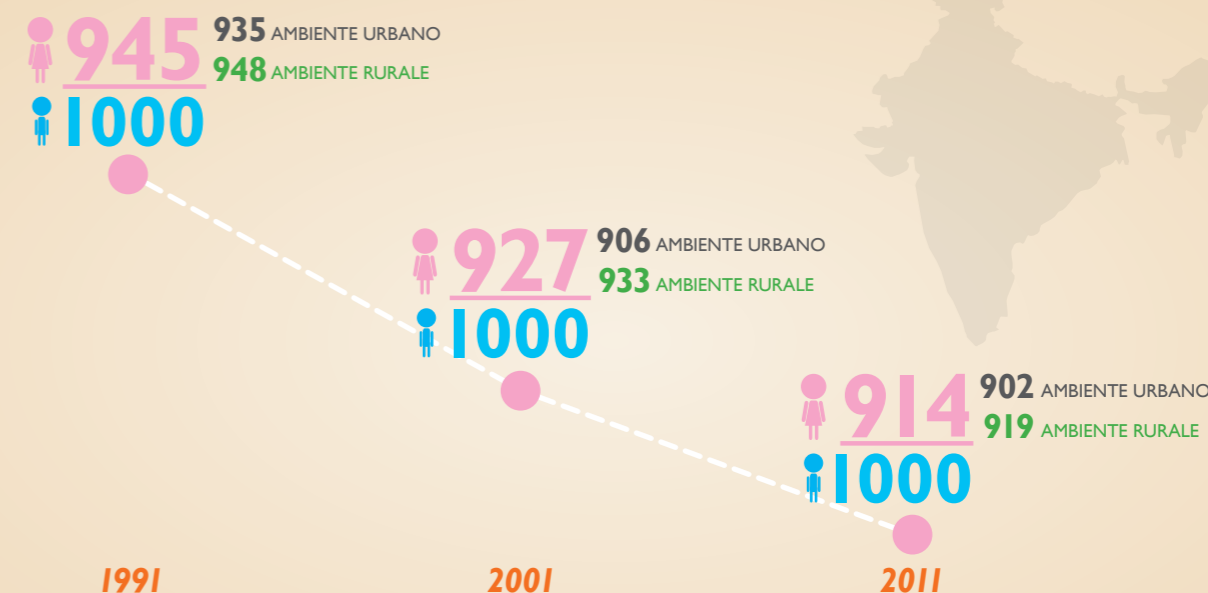 945
935 AMBIENTE URBANO
948 AMBIENTE RURALE
1000
927
906 AMBIENTE URBANO
933 AMBIENTE RURALE
1000
914
902 AMBIENTE URBANO
919 AMBIENTE RURALE
1000
1991
2001
2011